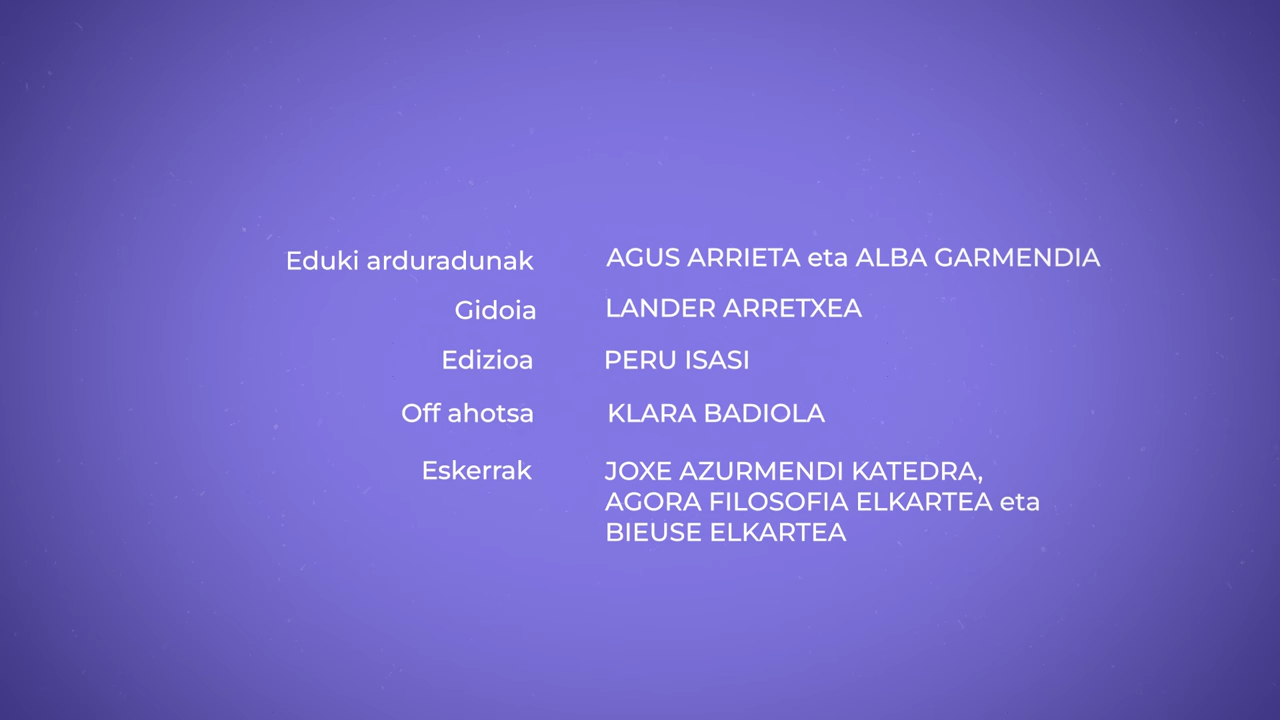 Eduki arduradunak AGUS ARRIETA eta ALBA GARMENDIA
Gidoia LANDER ARRETXEA
Edizioa PERU ISASI
Off ahotsa KLARA BADIOLA
Eskerrak JOXE AZURMENDI KATEDRA,
AGORA FILOSOFIA ELKARTEA eta
BIEUSE ELKARTEA